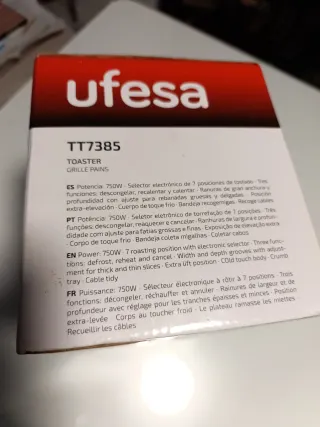 ufesa
TT7385
TOASTER
GRILLE PAINS
ES Potencia: 750W · Selector electrónico de 7 posiciones de tostado · Tres
funciones: descongelar, recalentar y calentar · Ranuras de gran anchura y
profundidad con ajuste para rebanadas gruesas y delgadas · Posición
extra-elevación · Cuerpo de toque frío · Bandeja recogemigas · Recoge cables
PT Potência: 750W · Seletor eletrónico de torrefação de 7 posições · Três
funções: descongelar, reaquecer e cancelar · Ranhuras de largura e profun-
didade com ajuste para fatias grossas e finas · Exposição de elevação extra
· Corpo de toque frio · Bandeja coleta migalhas · Coletar cabos
EN Power: 750W · 7 roasting position with electronic selector · Three func-
tions: defrost, reheat and cancel · Width and depth grooves with adjust-
ment for thick and thin slices · Extra lift position · COld touch body · Crumb
tray · Cable tidy
FR Puissance: 750W · Sélecteur électronique à rôtir à 7 positions · Trois
fonctions: décongeler, réchauffer et annuler · Rainures de largeur et de
profondeur avec réglage pour les tranches épaisses et minces · Position
extra-levée · Corps au toucher froid · Le plateau ramasse les miettes ·
Recueillir les câbles